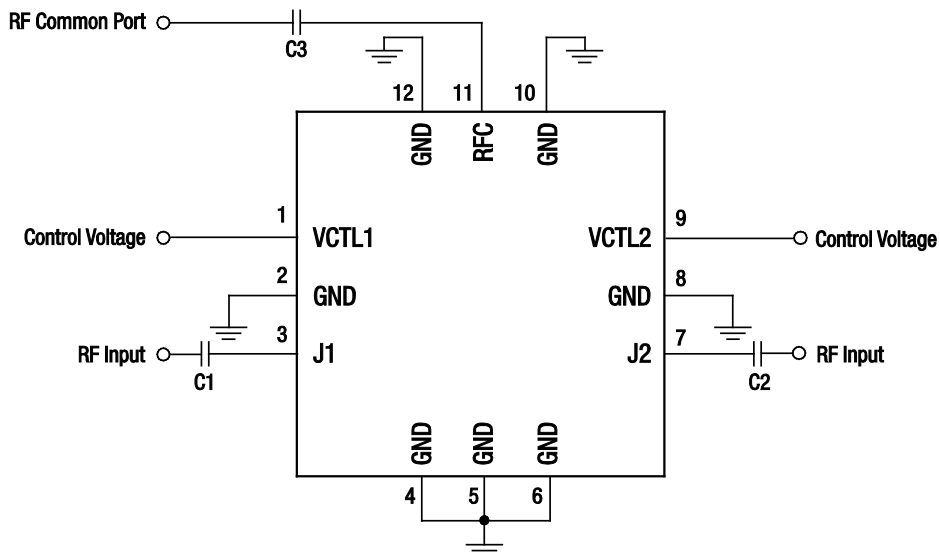 RF Common Port
C3
12 11 10
GND RFC GND
1 9
Control Voltage VCTL1 VCTL2 Control Voltage
2 8
GND GND
3 7
RF Input J1 J2 RF Input
C1 C2
GND GND GND
4 5 6